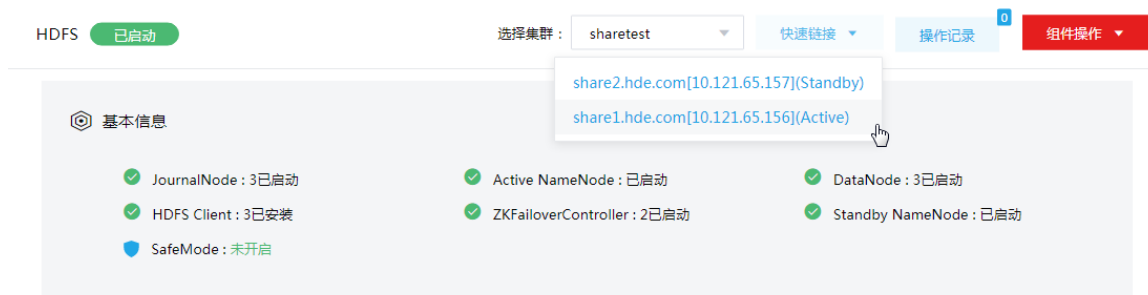 HDFS 已启动 选择集群： sharetest 快速链接 操作记录 0 组件操作
share2.hde.com[10.121.65.157](Standby)
share1.hde.com[10.121.65.156](Active)
基本信息
JournalNode : 3已启动 Active NameNode : 已启动 DataNode : 3已启动
HDFS Client : 3已安装 ZKFailoverController : 2已启动 Standby NameNode : 已启动
SafeMode : 未开启